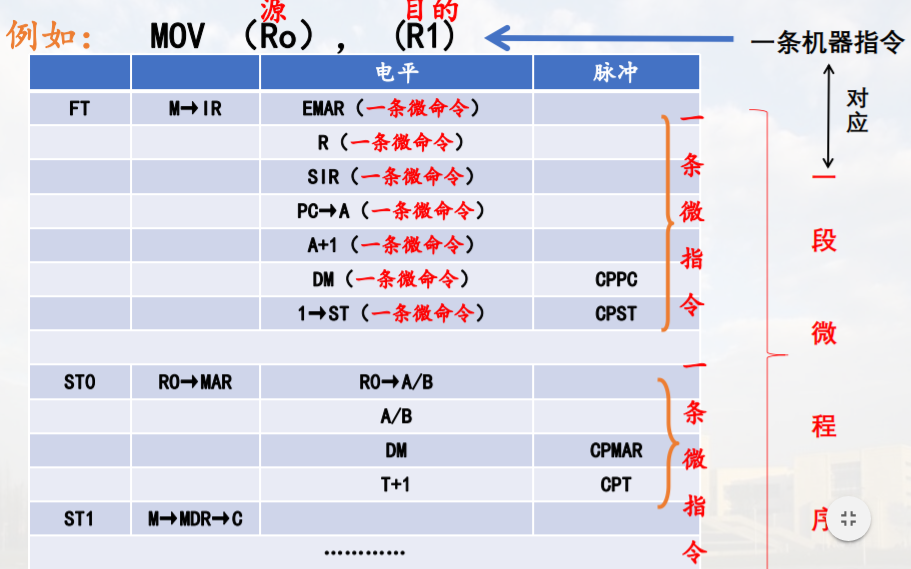 源 目的
例如： MOV （Ro），（R1）
一条机器指令
对应
电平 脉冲
FT M→IR EMAR（一条微命令）
R（一条微命令）
SIR（一条微命令）
PC→A（一条微命令）
A+1（一条微命令）
DM（一条微命令） CPPC
1→ST（一条微命令） CPST
一条微指令
ST0 R0→MAR R0→A/B
A/B
DM CPMAR
T+1 CPT
ST1 M→MDR→C
…………
一条微指令
一段微程序